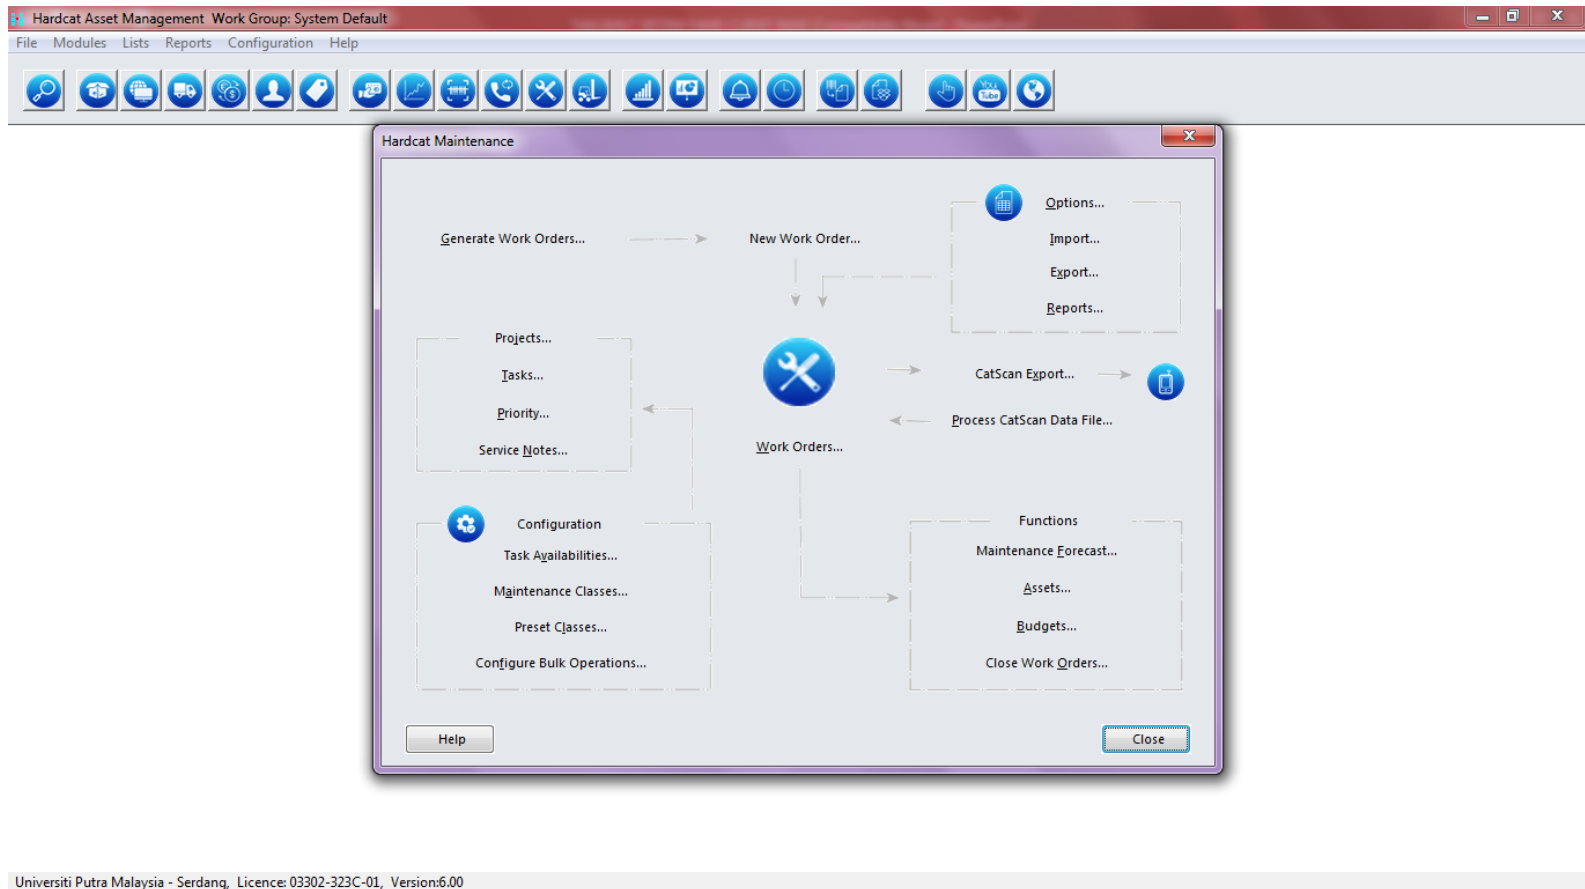 Hardcat Asset Management Work Group: System Default
File Modules Lists Reports Configuration Help
You
Tube
Hardcat Maintenance
Options...
Generate Work Orders...
New Work Order...
Import...
Export...
Reports...
Projects...
Tasks...
Priority...
Service Notes...
CatScan Export...
Process CatScan Data File...
Work Orders...
Configuration
Task Availabilities...
Maintenance Classes...
Preset Classes...
Configure Bulk Operations...
Functions
Maintenance Forecast...
Assets...
Budgets...
Close Work Orders...
Help
Close
Universiti Putra Malaysia - Serdang, Licence: 03302-323C-01, Version:6.00